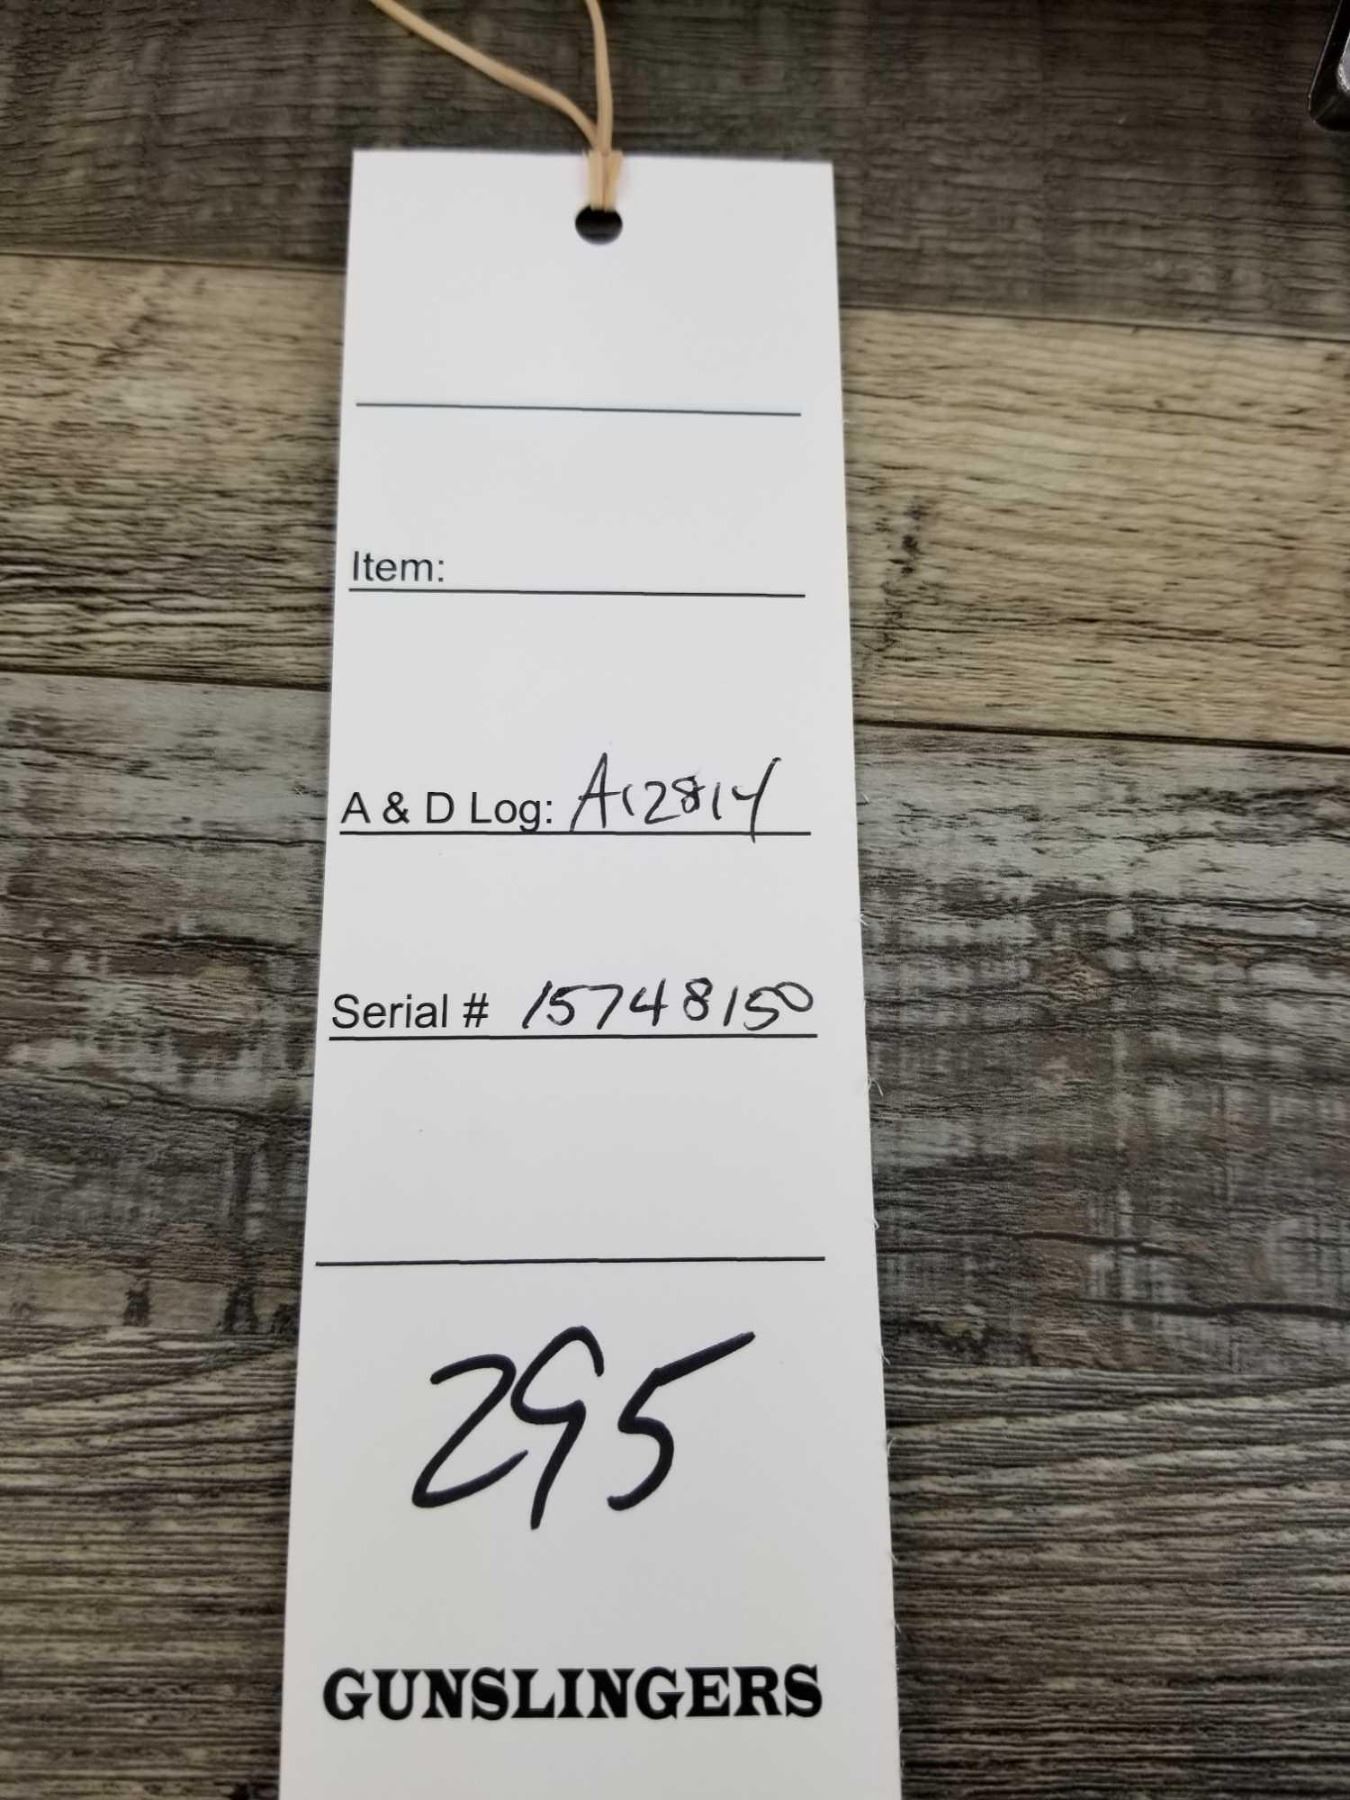 Item:
A & D Log: A12814
Serial # 15748150
295
GUNSLINGERS